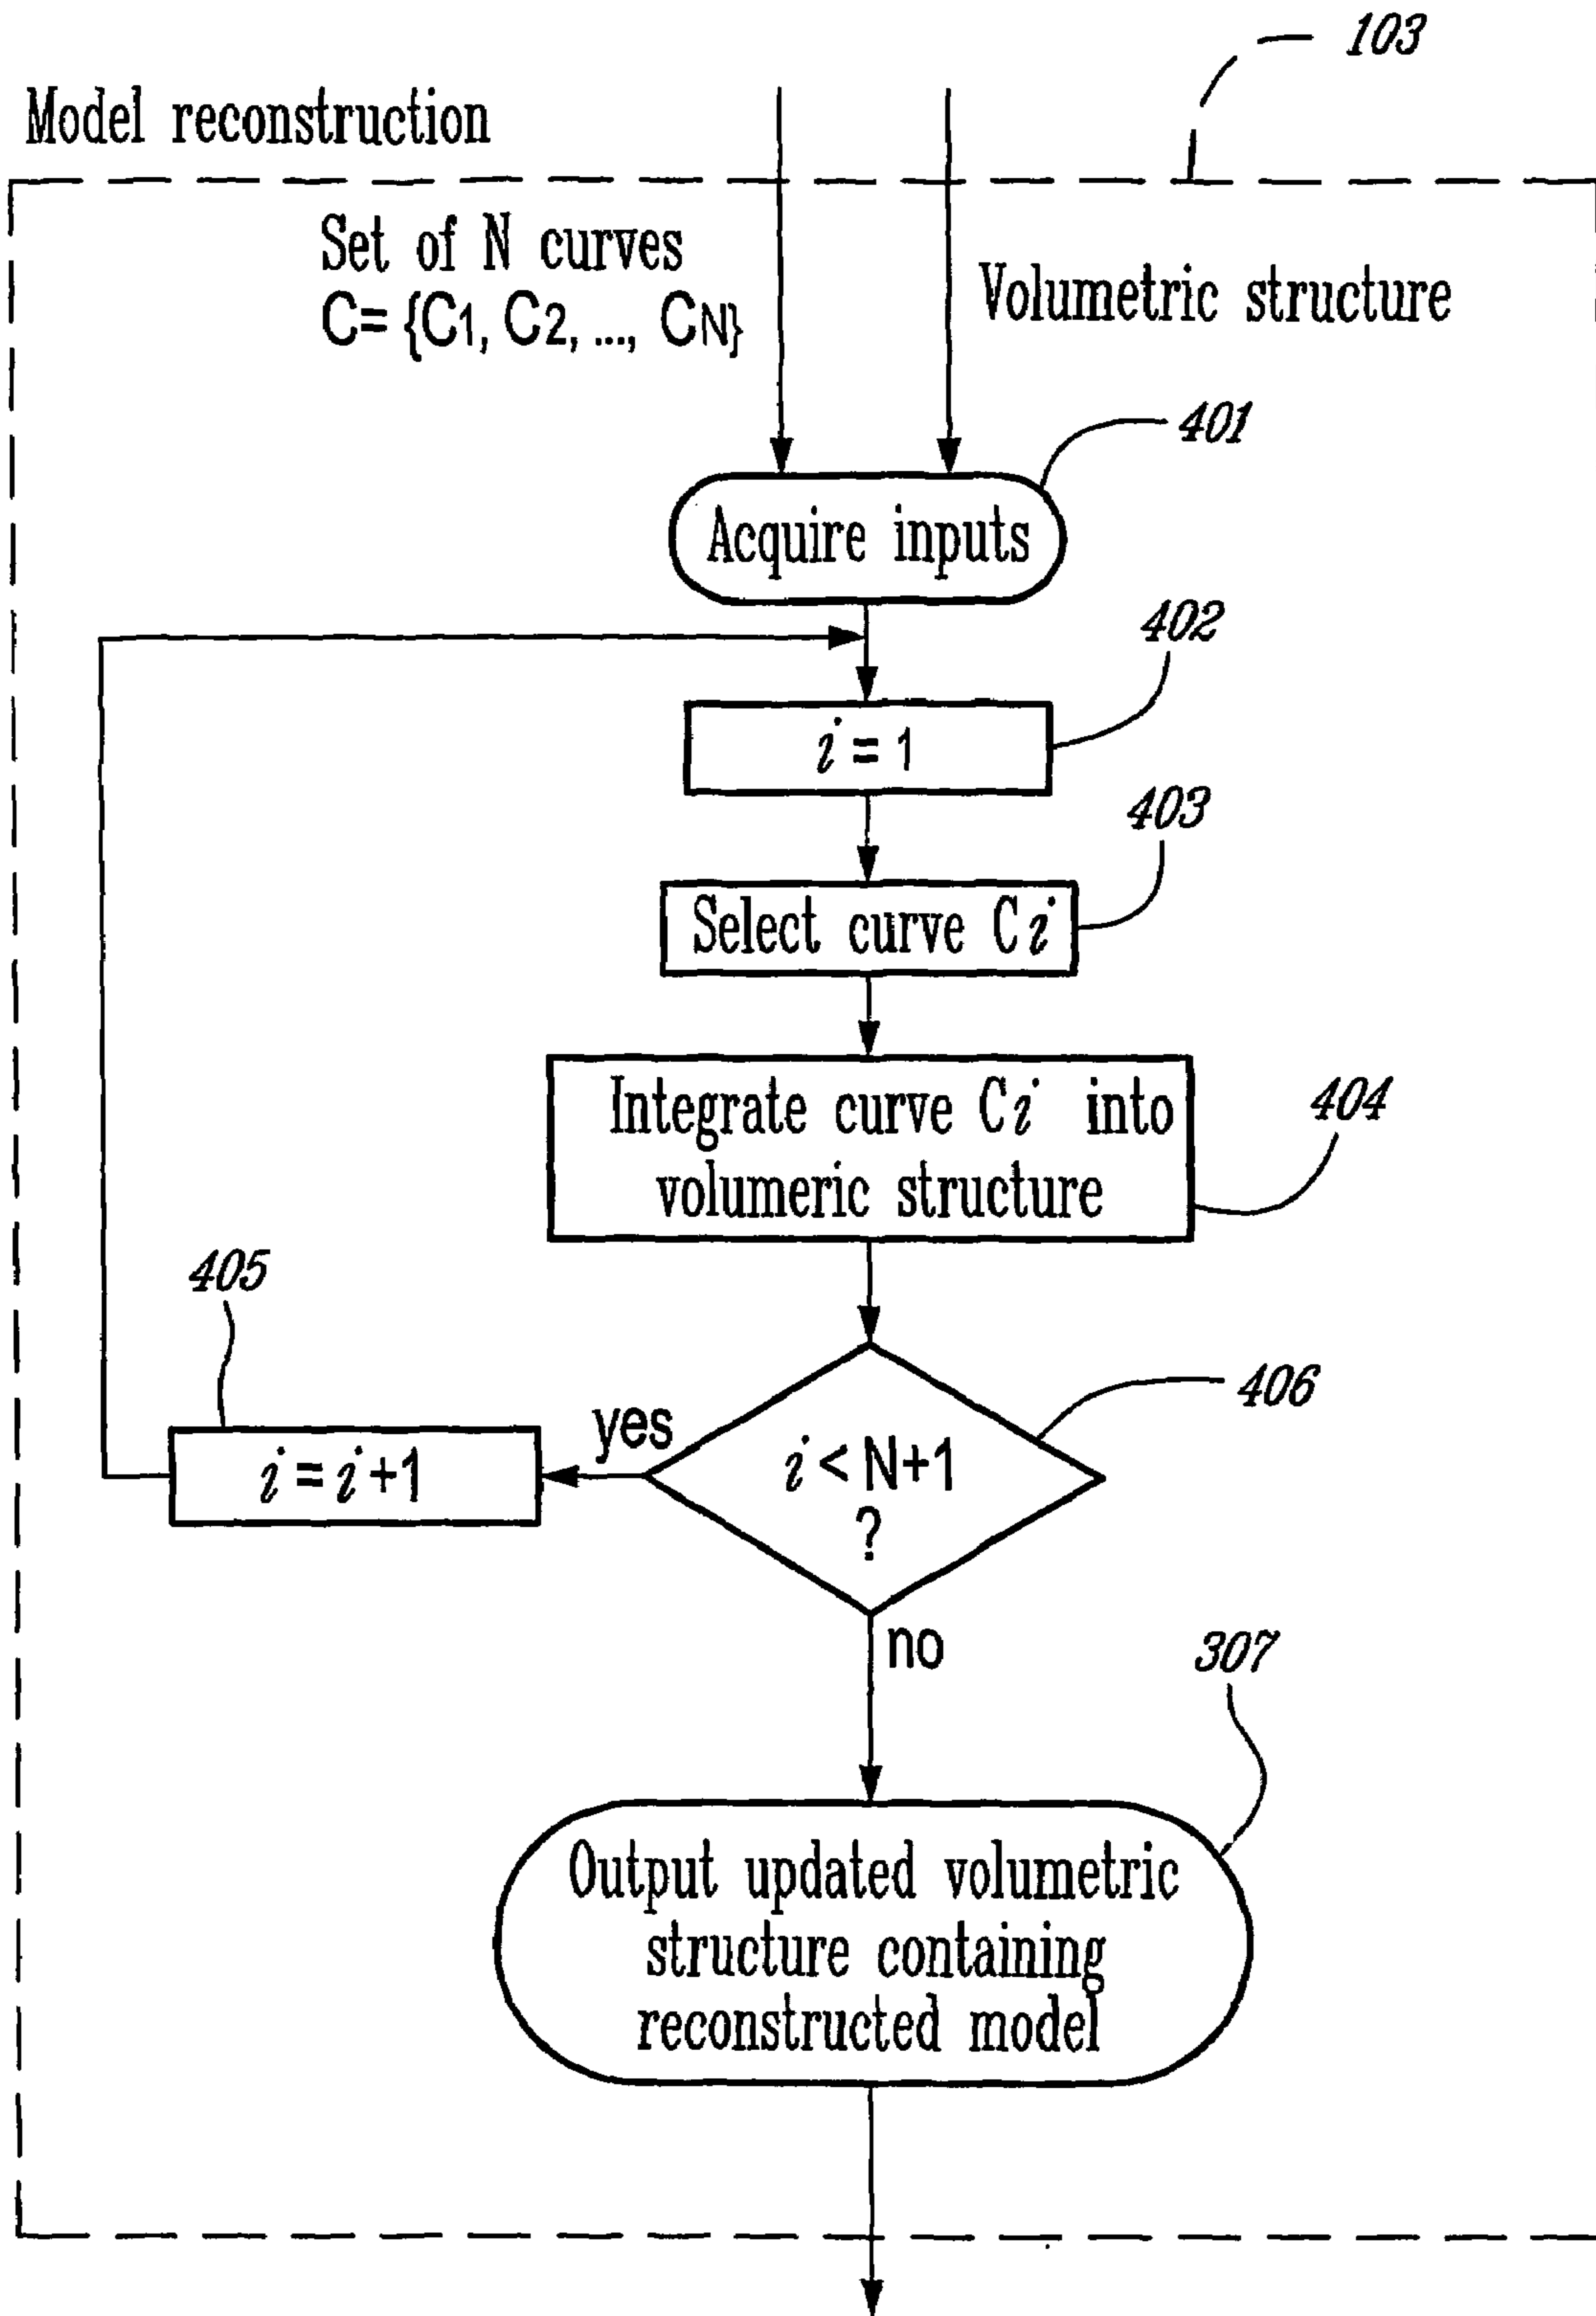 103
Model reconstruction
Set of N curves
C= {C1, C2, ..., CN}
Volumetric structure
401
Acquire inputs
402
i = 1
403
Select curve Ci
404
Integrate curve Ci into
volumeric structure
405
i = i+1
yes
406
i < N+1
?
no
307
Output updated volumetric
structure containing
reconstructed model